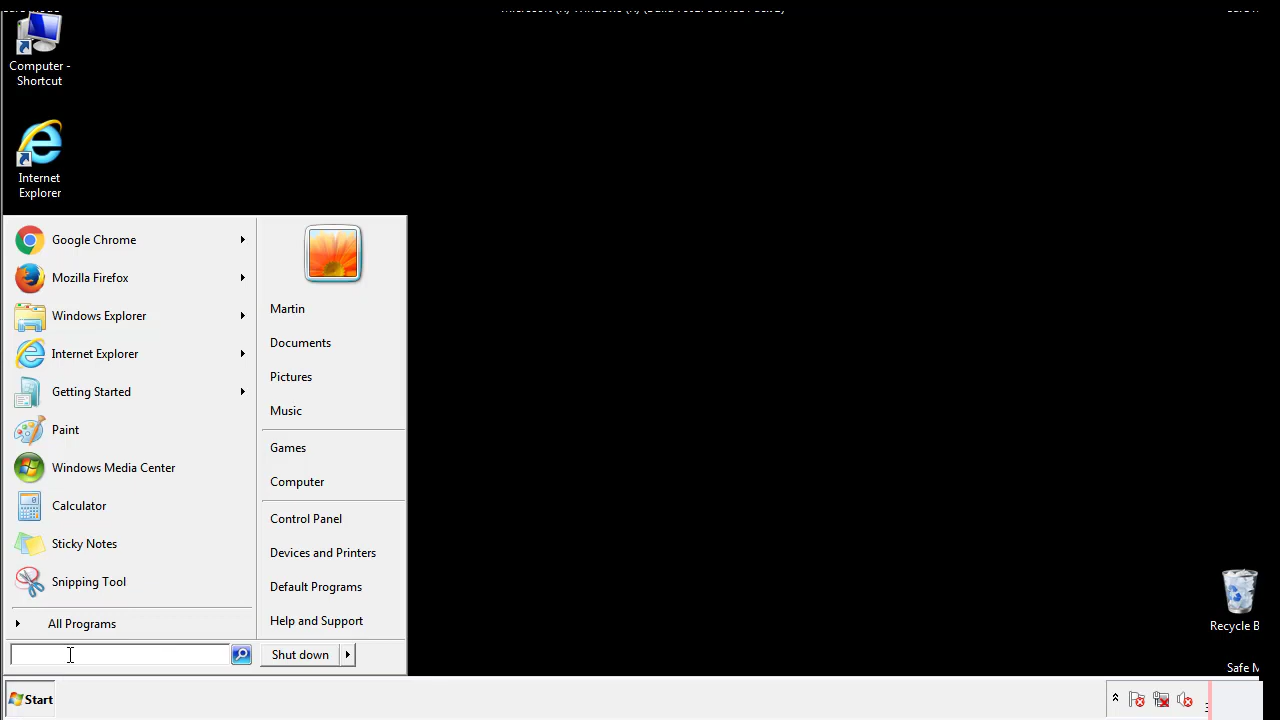 Computer -
Shortcut
Internet
Explorer
Google Chrome
Mozilla Firefox
Windows Explorer
Internet Explorer
Getting Started
Paint
Windows Media Center
Calculator
Sticky Notes
Snipping Tool
All Programs
Martin
Documents
Pictures
Music
Games
Computer
Control Panel
Devices and Printers
Default Programs
Help and Support
Shut down
Recycle B
Safe M
Start